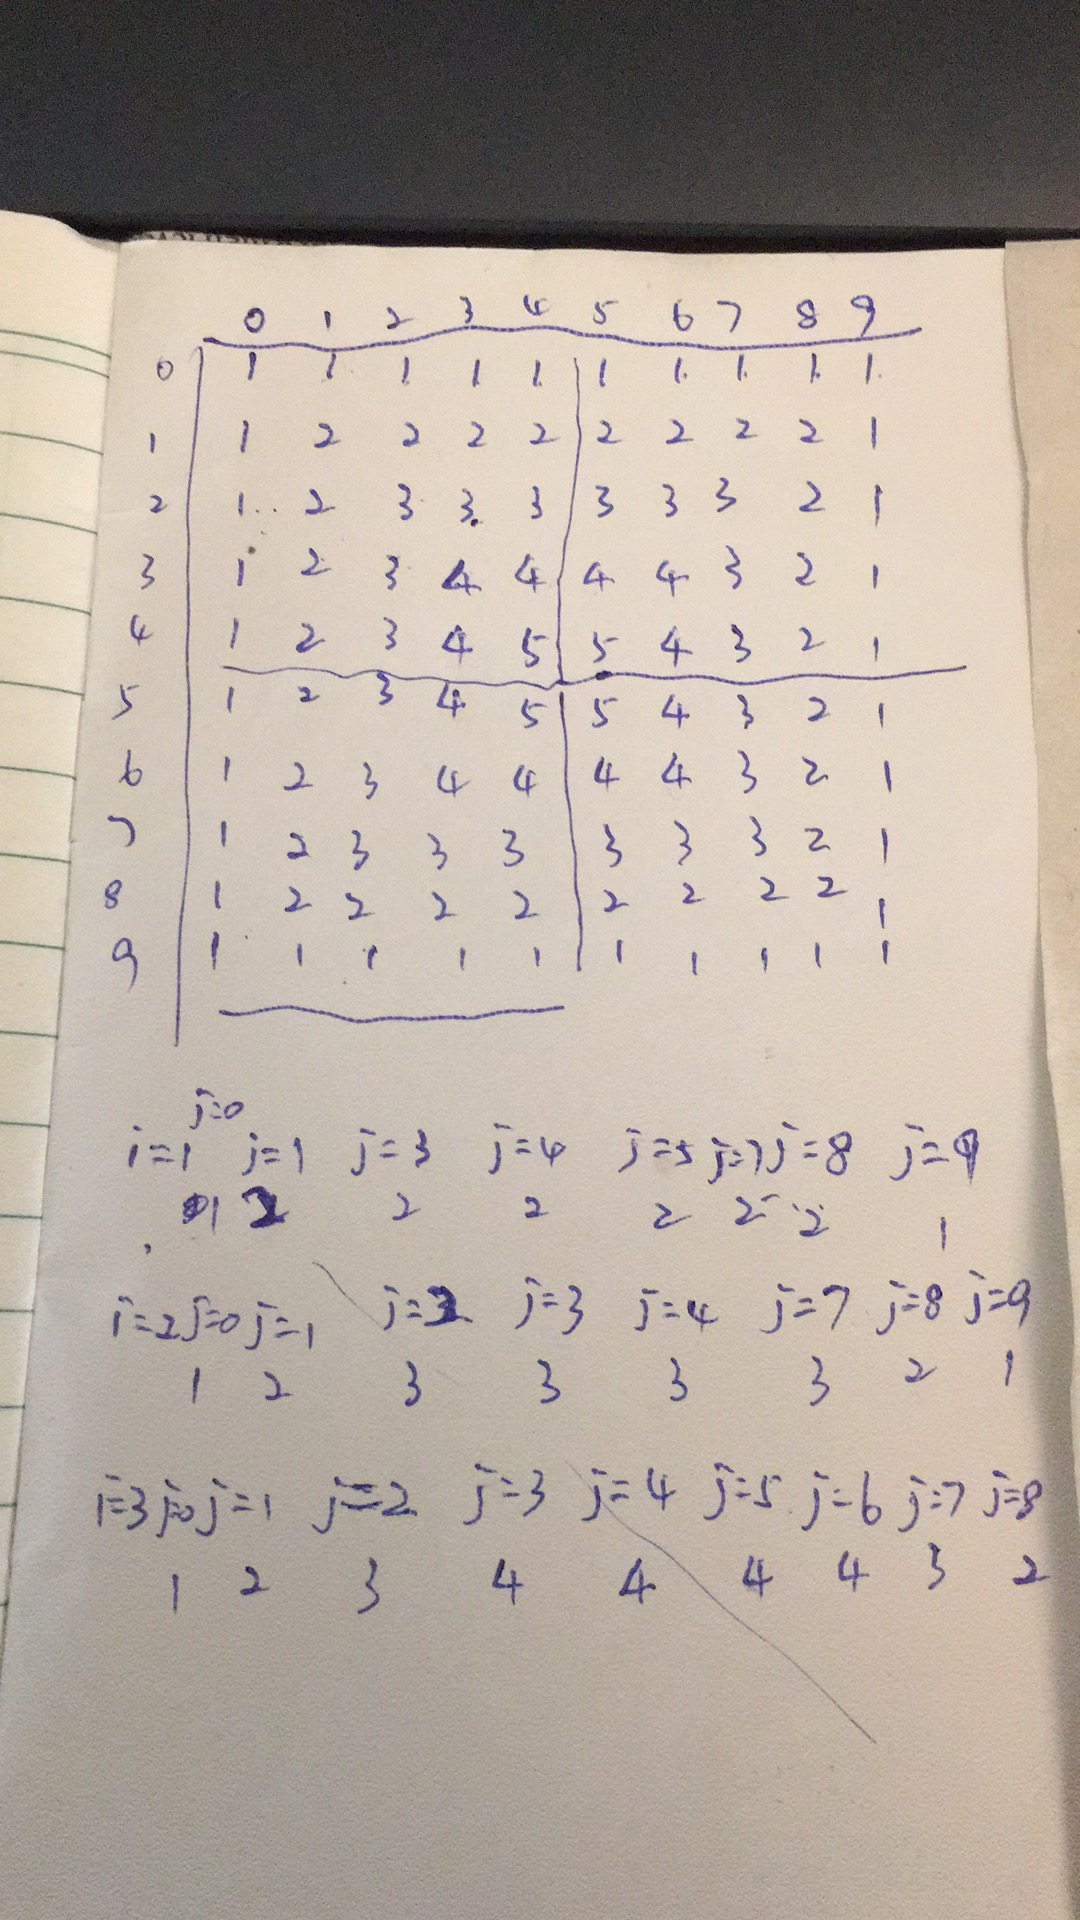 0 1 2 3 4 5 6 7 8 9
0 1 1 1 1 1 1 1 1 1 1
1 1 2 2 2 2 2 2 2 2 1
2 1 2 3 3 3 3 3 3 2 1
3 1 2 3 4 4 4 4 3 2 1
4 1 2 3 4 5 5 4 3 2 1
5 1 2 3 4 5 5 4 3 2 1
6 1 2 3 4 4 4 4 3 2 1
7 1 2 3 3 3 3 3 3 2 1
8 1 2 2 2 2 2 2 2 2 1
9 1 1 1 1 1 1 1 1 1 1
i=1 j=0 j=1 j=3 j=4 j=5 j=7 j=8 j=9
1 2 2 2 2 2 2 1
i=2 j=0 j=1 j=2 j=3 j=4 j=7 j=8 j=9
1 2 3 3 3 3 2 1
i=3 j=0 j=1 j=2 j=3 j=4 j=5 j=6 j=7 j=8
1 2 3 4 4 4 4 3 2